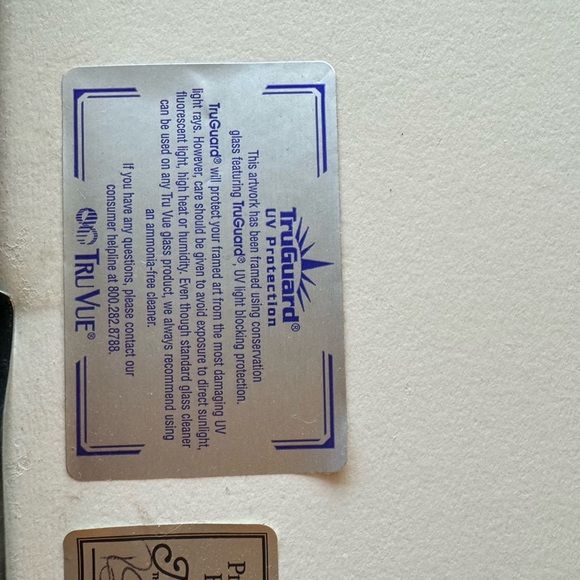 TruGuard®
UV Protection
This artwork has been framed using conservation
glass featuring TruGuard®, UV light blocking protection.
TruGuard® will protect your framed art from the most damaging UV
light rays. However, care should be given to avoid exposure to direct sunlight,
fluorescent light, high heat or humidity. Even though standard glass cleaner
can be used on any Tru Vue glass product, we always recommend using
an ammonia-free cleaner.
If you have any questions, please contact our
consumer helpline at 800.282.8788.
TRU VUE®